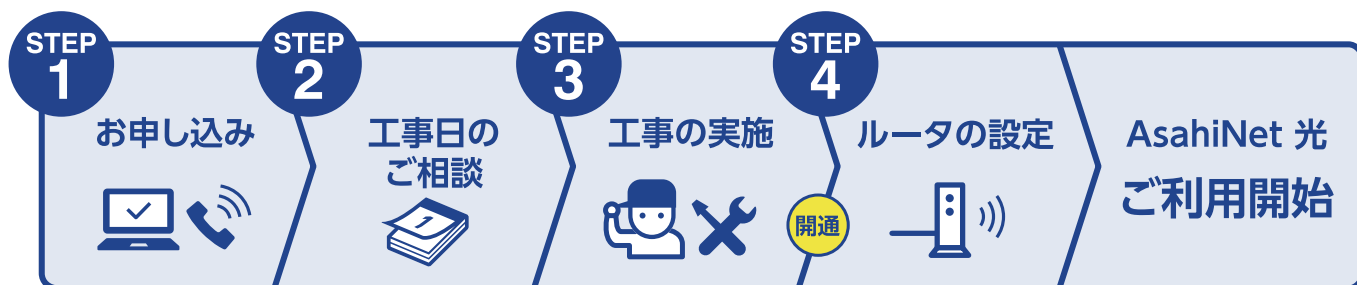 STEP
1
お申し込み
STEP
2
工事日の
ご相談
1
STEP
3
工事の実施
開通
STEP
4
ルータの設定
AsahiNet 光
ご利用開始